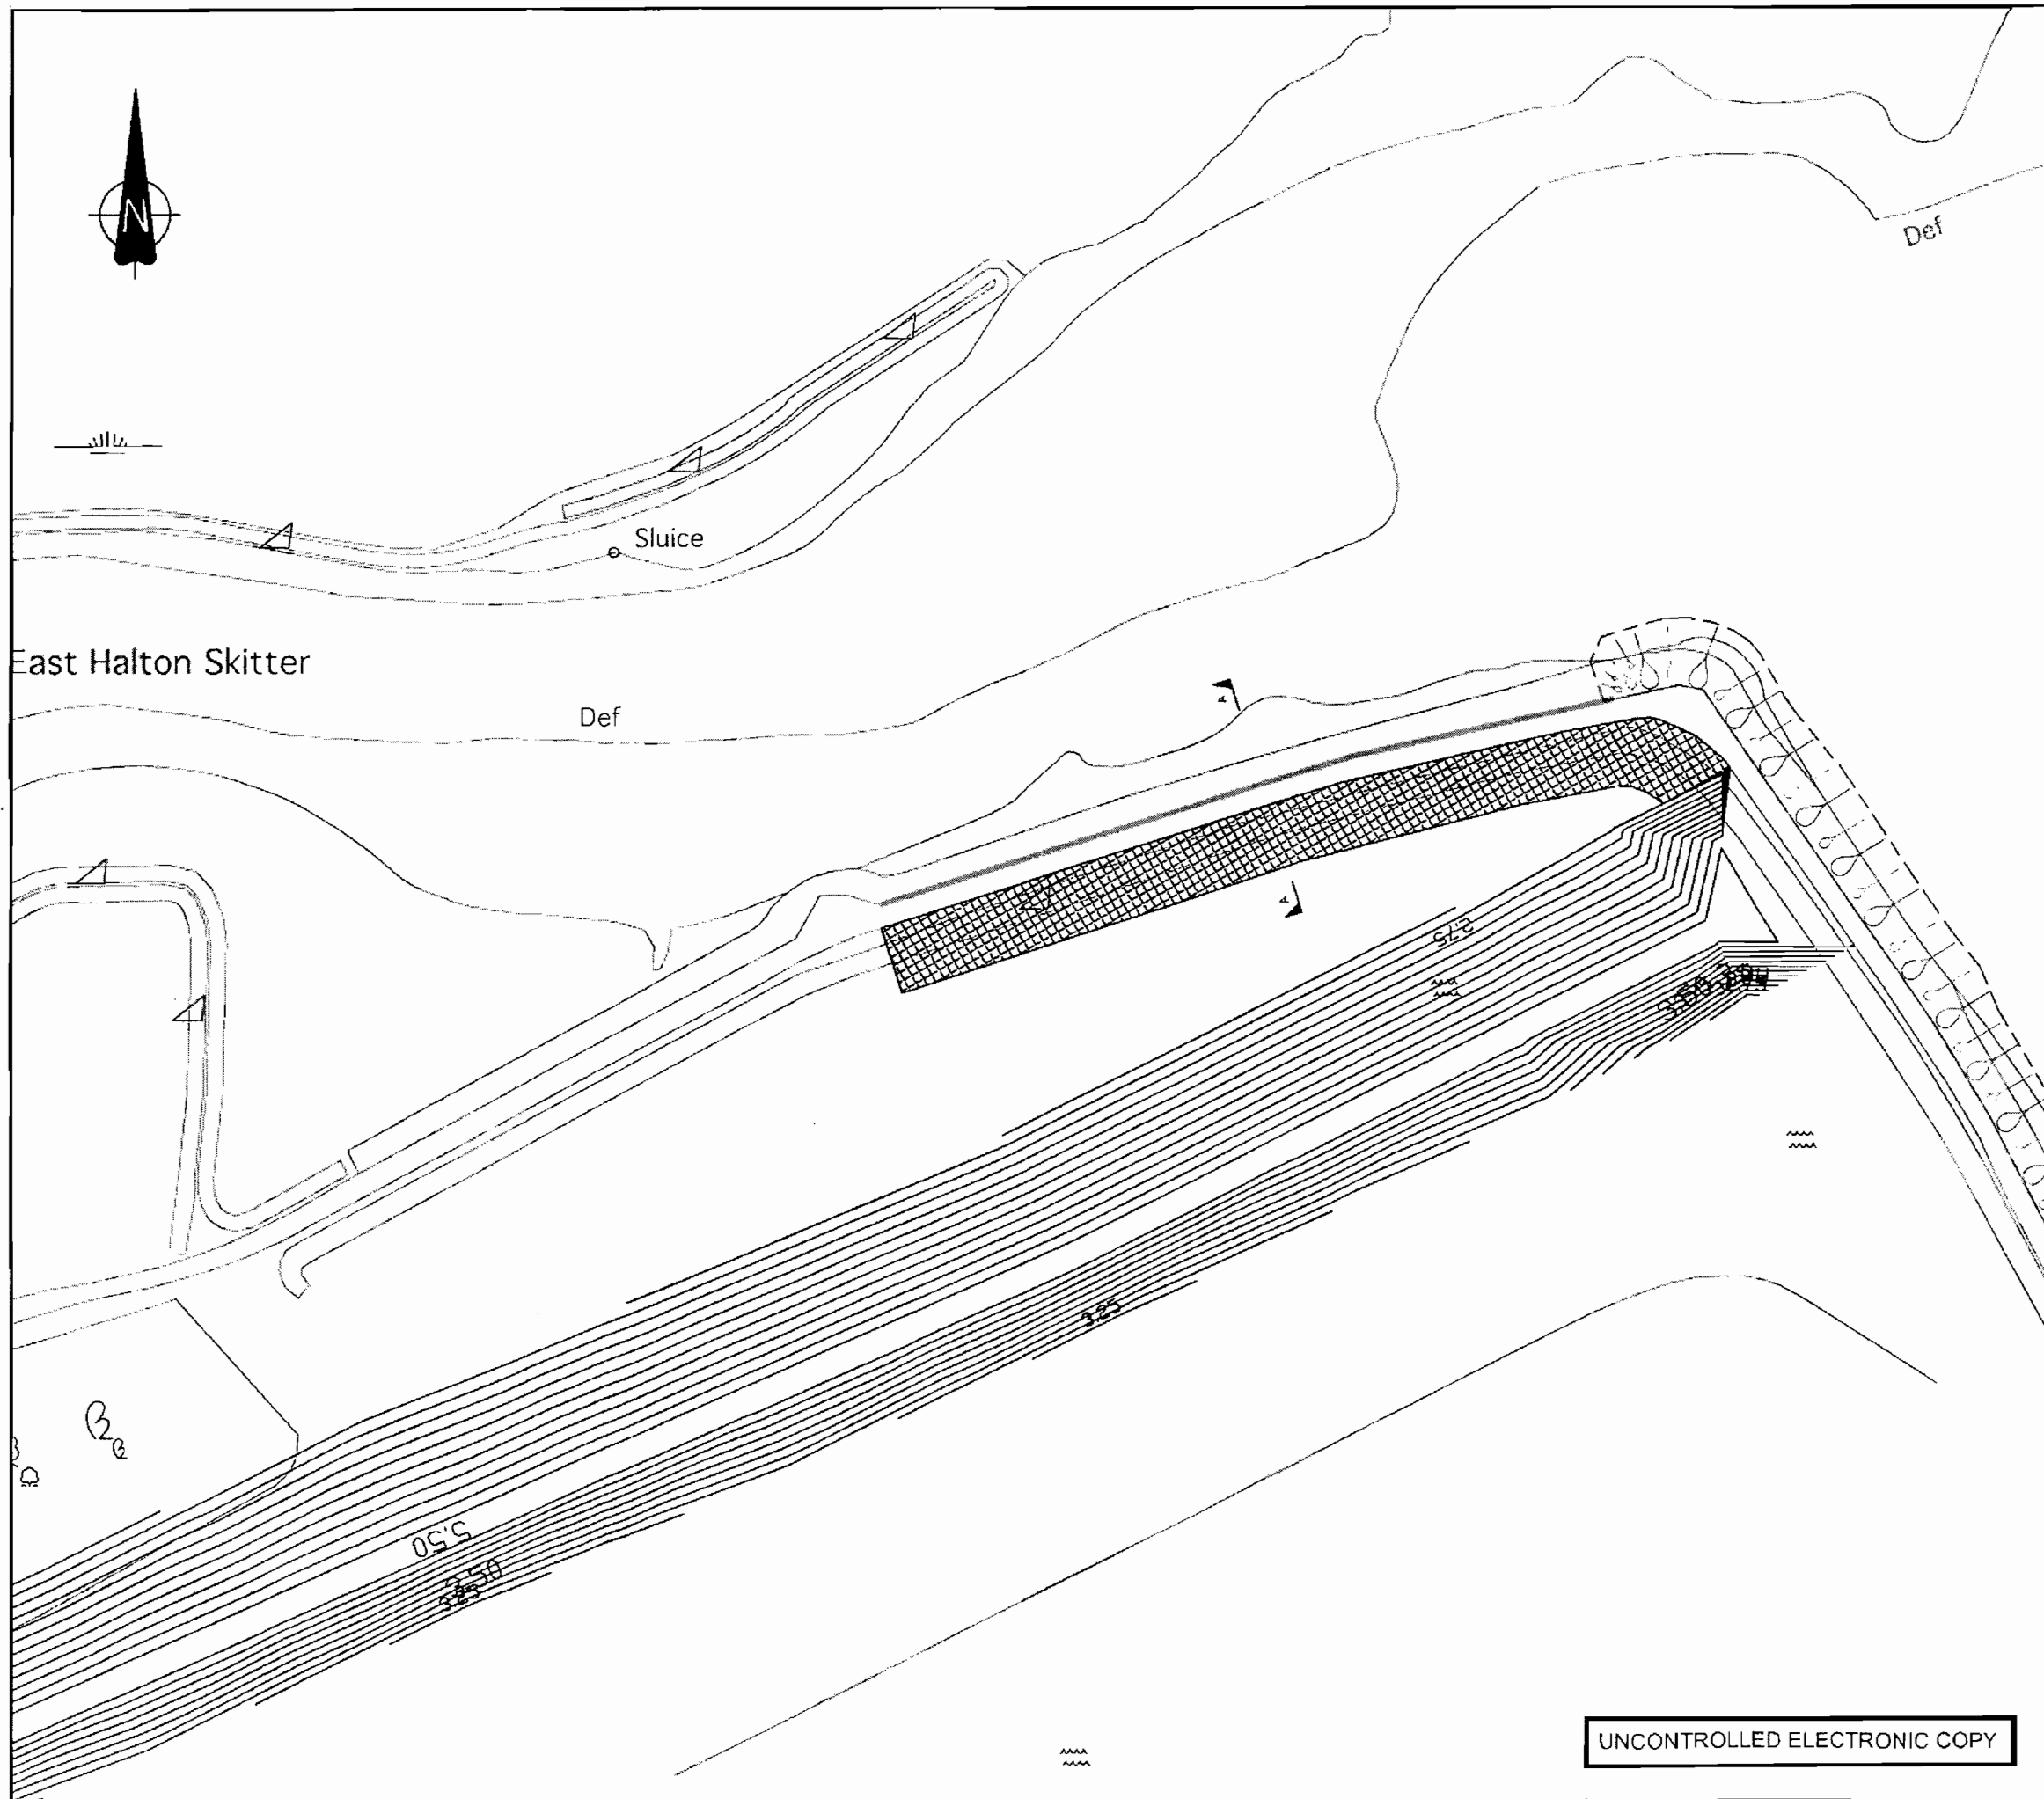 N
Def
Sluice
East Halton Skitter
Def
A
A
2.75
3.25
5.50
3.50
3.25
UNCONTROLLED ELECTRONIC COPY